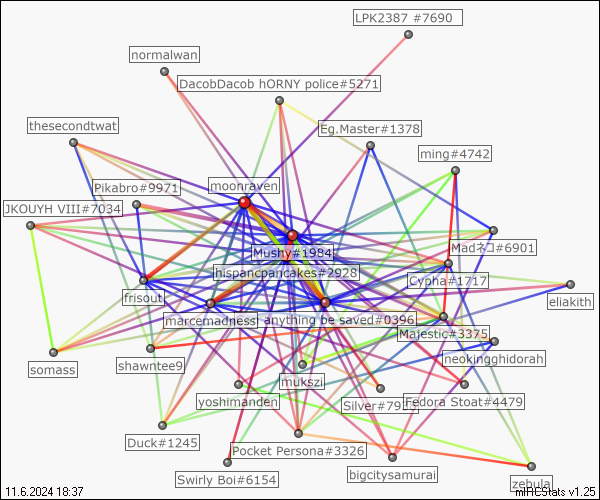 LPK2387 #7690
normalwan
DacobDacob hORNY police#5271
thesecondtwat
Eg.Master#1378
ming#4742
Pikabro#9971
moohraven
JKOUYH VIII#7034
Mushy#1984
Madネコ#6901
hispancpancakes#2928
Cypha#1717
frisout
eliakith
marcemadness
anything be saved#0396
Majestic#3375
neokingghidorah
somass
shawntee9
mukszi
yoshimanden
Fedora Stoat#4479
Duck#1245
Pocket Persona#3326
Swirly Boi#6154
bigcitysamurai
zebula
11.6.2024 18:37
mIRCStats v1.25